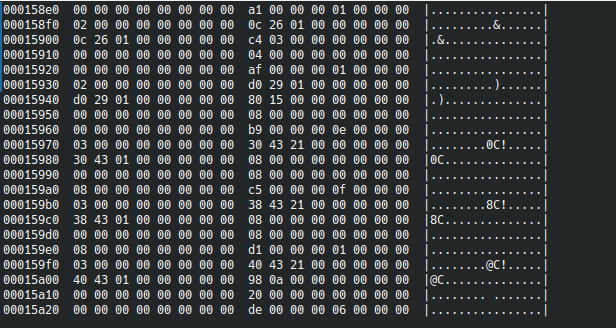 000158e0  00 00 00 00 00 00 00 00  a1 00 00 00 01 00 00 00  |................|
000158f0  02 00 00 00 00 00 00 00  0c 26 01 00 00 00 00 00  |.........&......|
00015900  0c 26 01 00 00 00 00 00  c4 03 00 00 00 00 00 00  |.&..............|
00015910  00 00 00 00 00 00 00 00  04 00 00 00 00 00 00 00  |................|
00015920  00 00 00 00 00 00 00 00  af 00 00 00 01 00 00 00  |................|
00015930  02 00 00 00 00 00 00 00  d0 29 01 00 00 00 00 00  |.........)......|
00015940  d0 29 01 00 00 00 00 00  80 15 00 00 00 00 00 00  |.)..............|
00015950  00 00 00 00 00 00 00 00  08 00 00 00 00 00 00 00  |................|
00015960  00 00 00 00 00 00 00 00  b9 00 00 00 0e 00 00 00  |................|
00015970  03 00 00 00 00 00 00 00  30 43 21 00 00 00 00 00  |........0C!.....|
00015980  30 43 01 00 00 00 00 00  08 00 00 00 00 00 00 00  |0C..............|
00015990  00 00 00 00 00 00 00 00  08 00 00 00 00 00 00 00  |................|
000159a0  08 00 00 00 00 00 00 00  c5 00 00 00 0f 00 00 00  |................|
000159b0  03 00 00 00 00 00 00 00  38 43 21 00 00 00 00 00  |........8C!.....|
000159c0  38 43 01 00 00 00 00 00  08 00 00 00 00 00 00 00  |8C..............|
000159d0  00 00 00 00 00 00 00 00  08 00 00 00 00 00 00 00  |................|
000159e0  08 00 00 00 00 00 00 00  d1 00 00 00 01 00 00 00  |................|
000159f0  03 00 00 00 00 00 00 00  40 43 21 00 00 00 00 00  |........@C!.....|
00015a00  40 43 01 00 00 00 00 00  98 0a 00 00 00 00 00 00  |@C..............|
00015a10  00 00 00 00 00 00 00 00  20 00 00 00 00 00 00 00  |........ .......|
00015a20  00 00 00 00 00 00 00 00  de 00 00 00 06 00 00 00  |................|